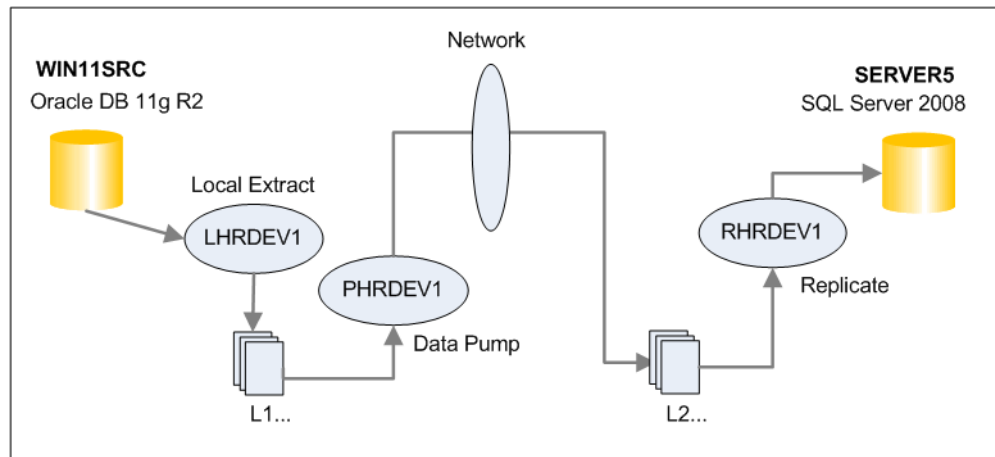 Network
WIN11SRC
Oracle DB 11g R2
SERVER5
SQL Server 2008
Local Extract
LHRDEV1
PHRDEV1
Data Pump
RHRDEV1
Replicate
L1...
L2...